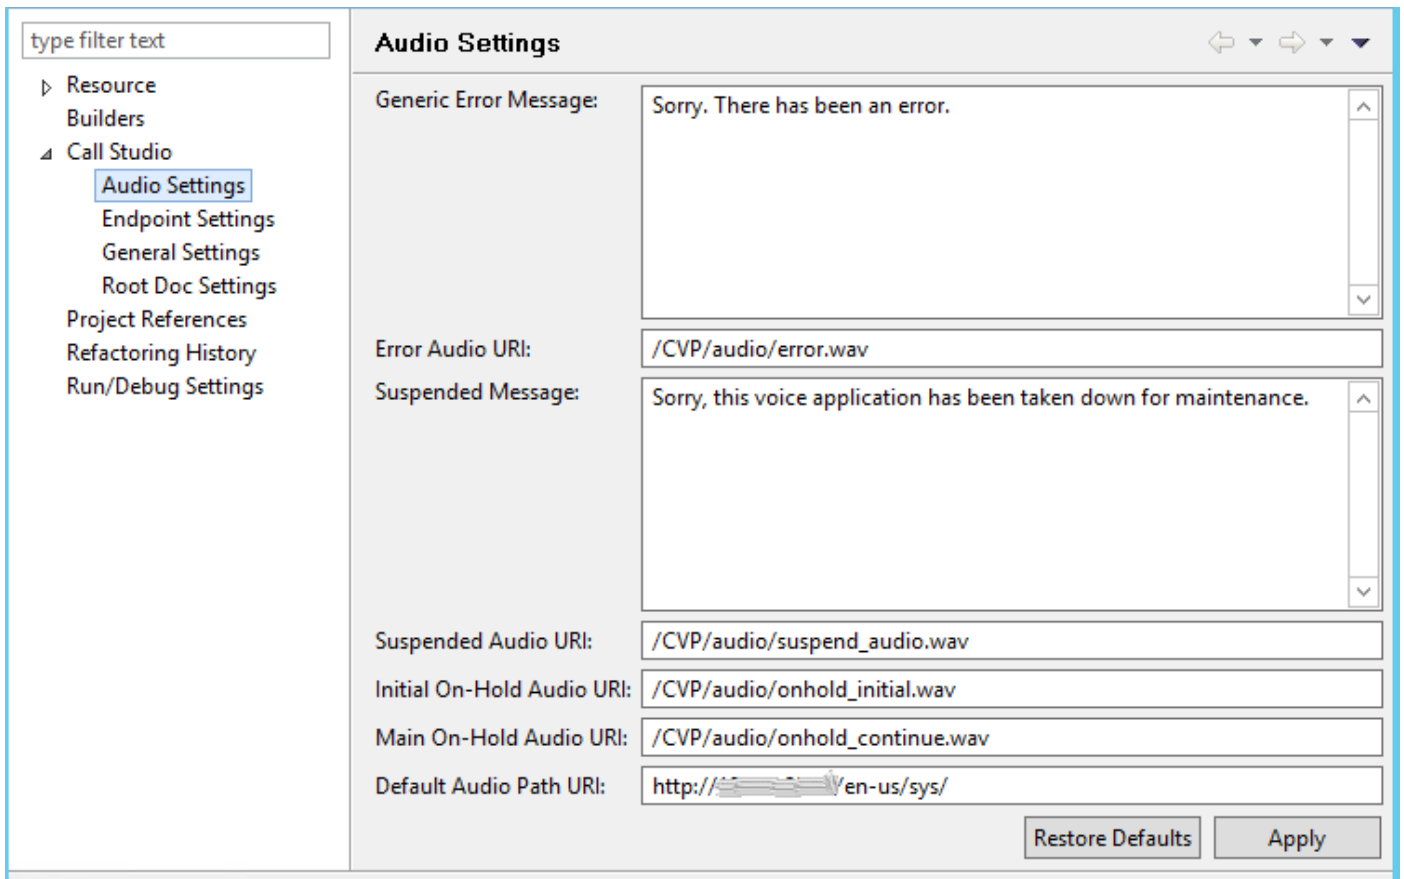 type filter text
Resource
Builders
Call Studio
Audio Settings
Endpoint Settings
General Settings
Root Doc Settings
Project References
Refactoring History
Run/Debug Settings
Audio Settings
Generic Error Message:
Sorry. There has been an error.
Error Audio URI:
/CVP/audio/error.wav
Suspended Message:
Sorry, this voice application has been taken down for maintenance.
Suspended Audio URI:
/CVP/audio/suspend_audio.wav
Initial On-Hold Audio URI:
/CVP/audio/onhold_initial.wav
Main On-Hold Audio URI:
/CVP/audio/onhold_continue.wav
Default Audio Path URI:
http:// /en-us/sys/
Restore Defaults
Apply